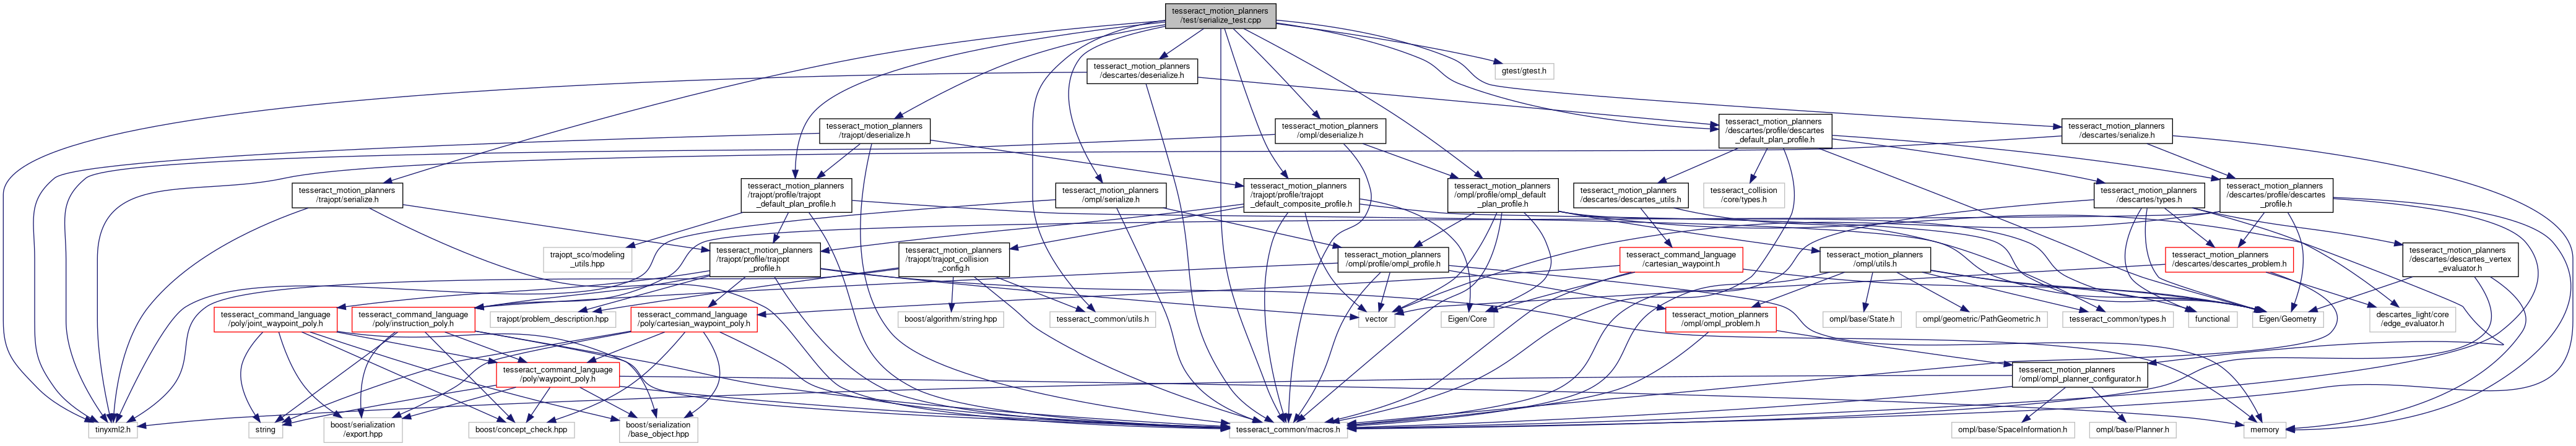 tesseract_motion_planners
/test/serialize_test.cpp
tesseract_motion_planners
/descartes/deserialize.h
gtest/gtest.h
tesseract_motion_planners
/trajopt/deserialize.h
tesseract_motion_planners
/ompl/deserialize.h
tesseract_motion_planners
/descartes/profile/descartes
_default_plan_profile.h
tesseract_motion_planners
/descartes/serialize.h
tesseract_motion_planners
/trajopt/serialize.h
tesseract_motion_planners
/trajopt/profile/trajopt
_default_plan_profile.h
tesseract_motion_planners
/ompl/serialize.h
tesseract_motion_planners
/trajopt/profile/trajopt
_default_composite_profile.h
tesseract_motion_planners
/ompl/profile/ompl_default
_plan_profile.h
tesseract_motion_planners
/descartes/descartes_utils.h
tesseract_collision
/core/types.h
tesseract_motion_planners
/descartes/types.h
tesseract_motion_planners
/descartes/profile/descartes
_profile.h
trajopt_sco/modeling
_utils.hpp
tesseract_motion_planners
/trajopt/profile/trajopt
_profile.h
tesseract_motion_planners
/trajopt/trajopt_collision
_config.h
tesseract_motion_planners
/ompl/profile/ompl_profile.h
tesseract_command_language
/cartesian_waypoint.h
tesseract_motion_planners
/ompl/utils.h
tesseract_motion_planners
/descartes/descartes_problem.h
tesseract_motion_planners
/descartes/descartes_vertex
_evaluator.h
tesseract_command_language
/poly/joint_waypoint_poly.h
tesseract_command_language
/poly/instruction_poly.h
trajopt/problem_description.hpp
tesseract_command_language
/poly/cartesian_waypoint_poly.h
boost/algorithm/string.hpp
tesseract_common/utils.h
vector
Eigen/Core
tesseract_motion_planners
/ompl/ompl_problem.h
ompl/base/State.h
ompl/geometric/PathGeometric.h
tesseract_common/types.h
functional
Eigen/Geometry
descartes_light/core
/edge_evaluator.h
tesseract_command_language
/poly/waypoint_poly.h
tesseract_motion_planners
/ompl/ompl_planner_configurator.h
tinyxml2.h
string
boost/serialization
/export.hpp
boost/concept_check.hpp
boost/serialization
/base_object.hpp
tesseract_common/macros.h
ompl/base/SpaceInformation.h
ompl/base/Planner.h
memory